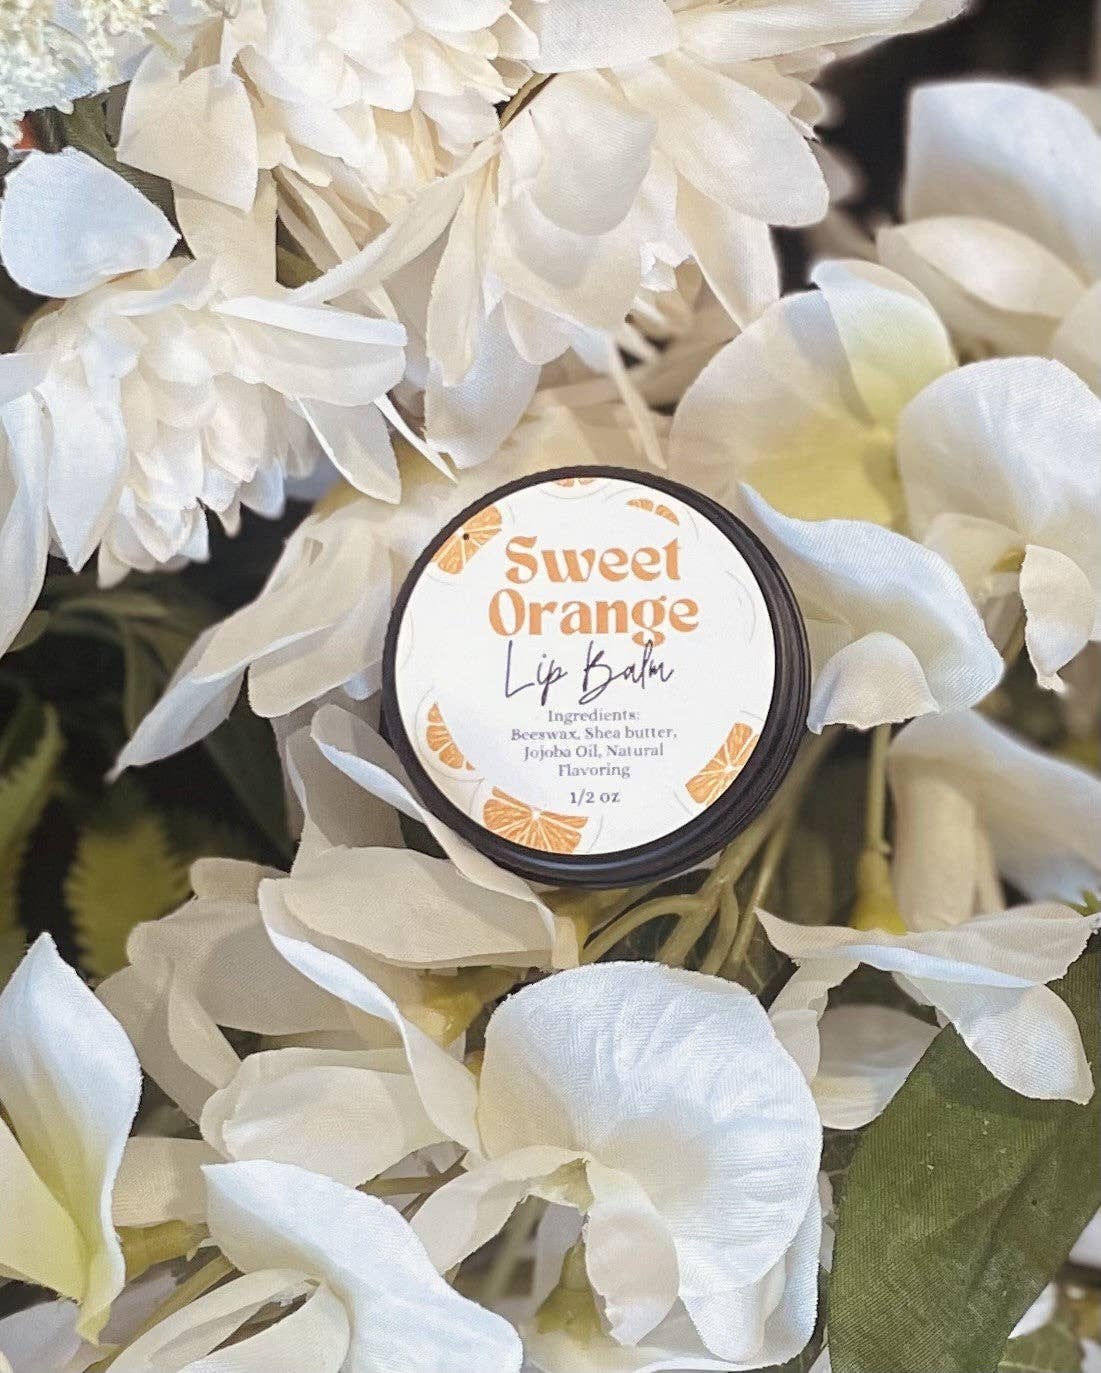 Sweet
Orange
Lip Balm
Ingredients:
Beeswax, Shea butter,
Jojoba Oil, Natural
Flavoring
1/2 oz